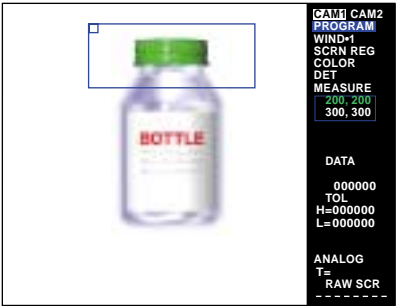 BOTTLE
CAM1 CAM2
PROGRAM
WIND•1
SCRN REG
COLOR
DET
MEASURE
200, 200
300, 300
DATA
000000
TOL
H=000000
L=000000
ANALOG
T=
RAW SCR
--------